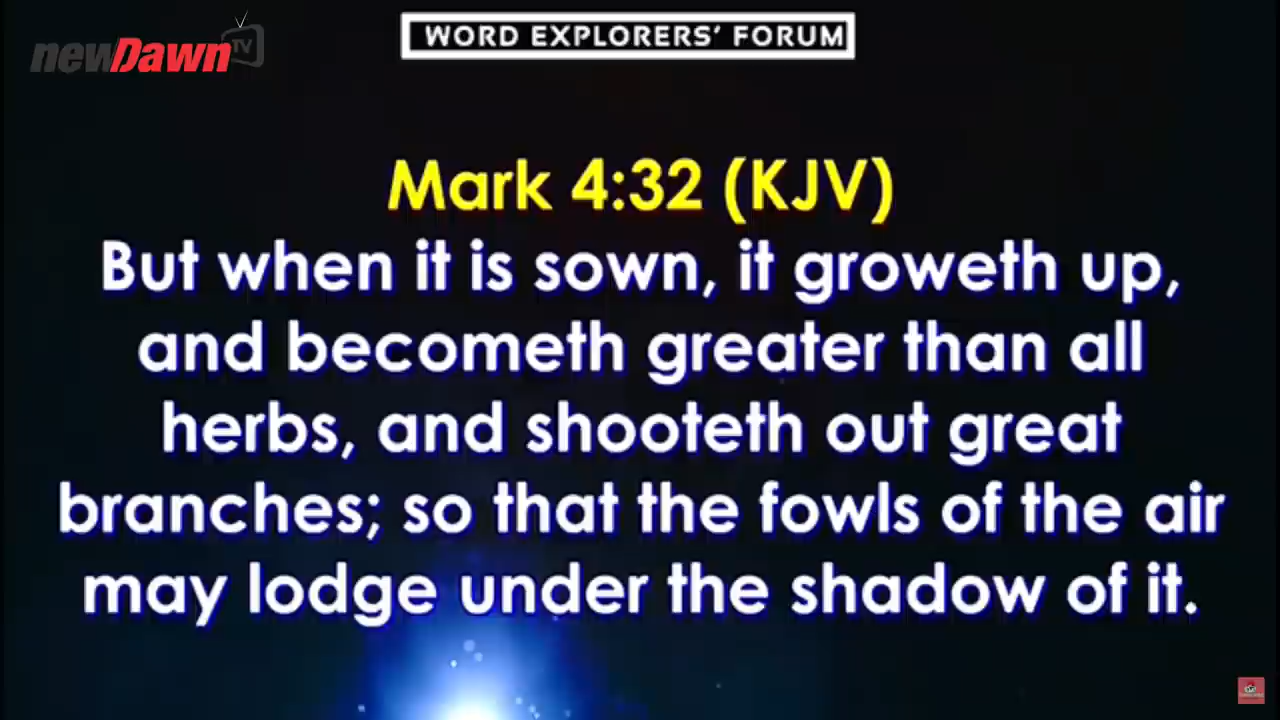 newDawn TV
WORD EXPLORERS’ FORUM
Mark 4:32 (KJV)
But when it is sown, it groweth up,
and becometh greater than all
herbs, and shooteth out great
branches; so that the fowls of the air
may lodge under the shadow of it.